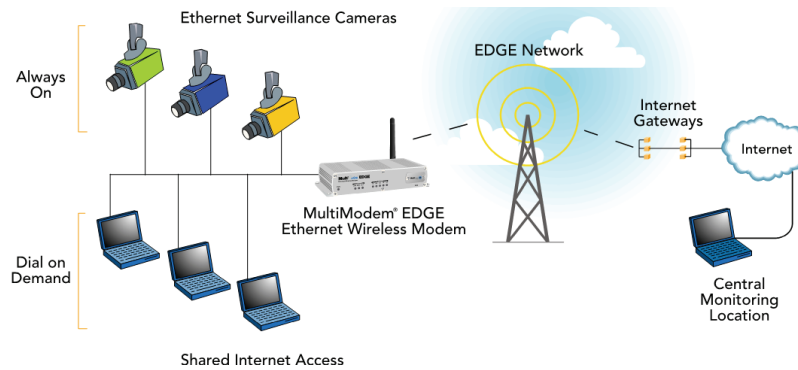 Ethernet Surveillance Cameras
Always
On
EDGE Network
Internet
Gateways
Internet
MultiModem® EDGE
Ethernet Wireless Modem
Dial on
Demand
Central
Monitoring
Location
Shared Internet Access